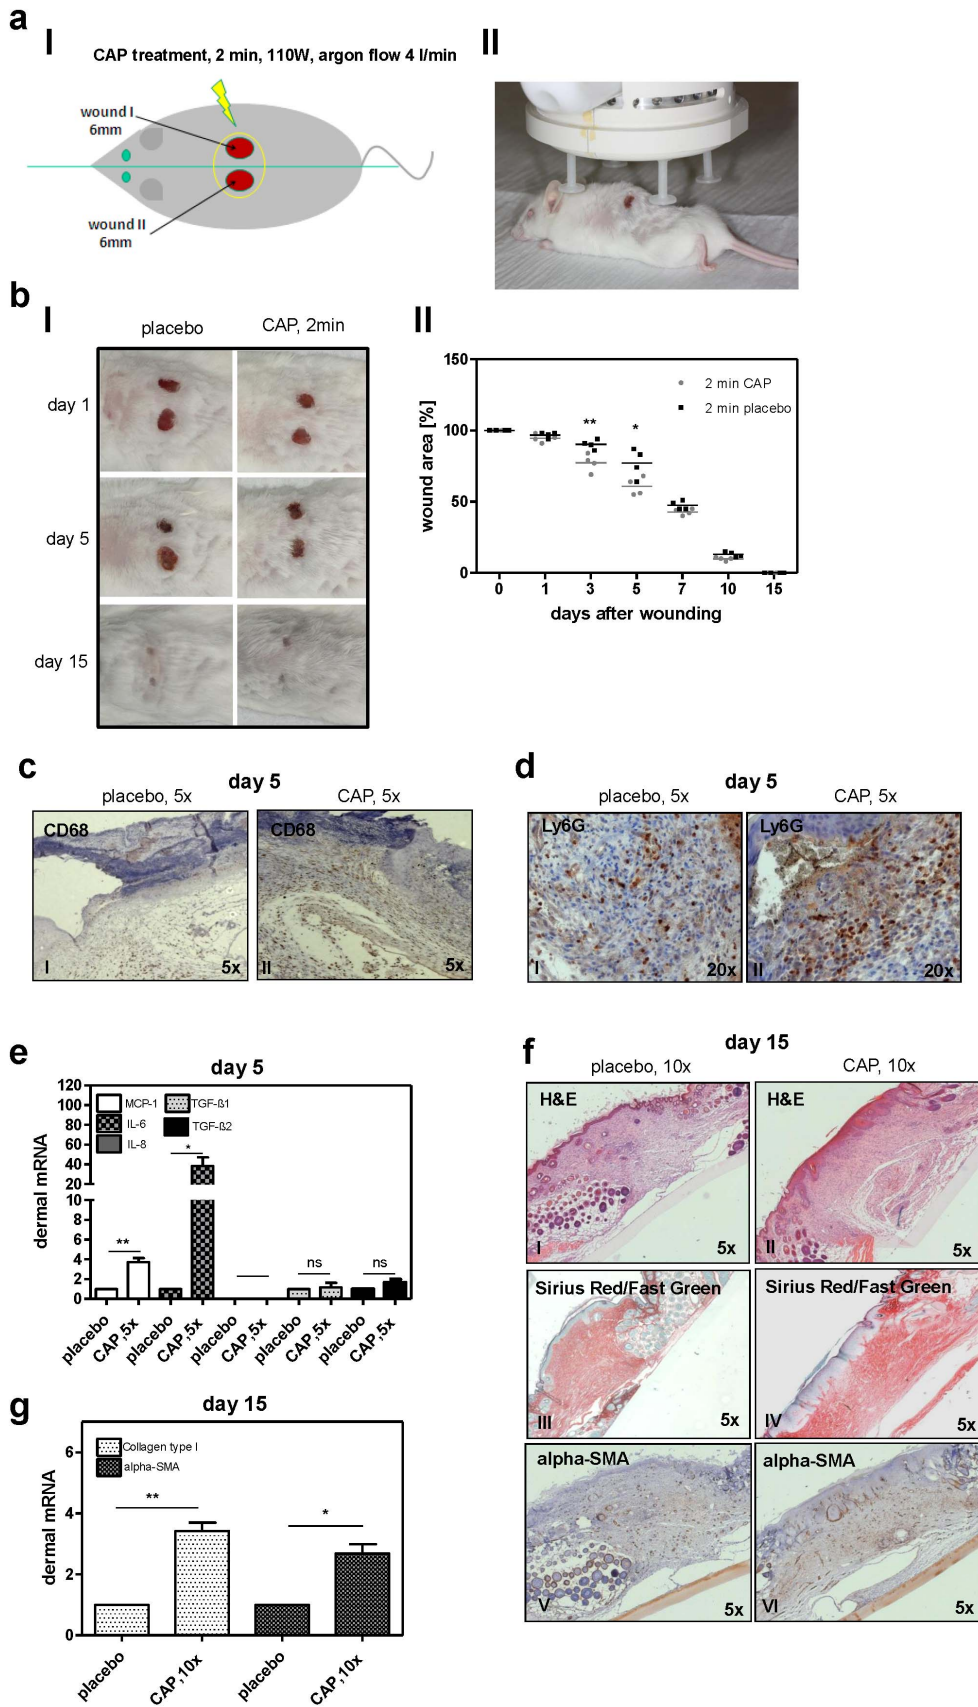 a
I
II
CAP treatment, 2 min, 110W, argon flow 4 l/min
wound I
6mm
wound II
6mm
b
I
placebo
CAP, 2min
day 1
day 5
day 15
II
150
100
50
0
wound area [%]
2 min CAP
2 min placebo
**
*
0 1 3 5 7 10 15
days after wounding
c
day 5
placebo, 5x
CAP, 5x
CD68
I
5x
CD68
II
5x
d
day 5
placebo, 5x
CAP, 5x
Ly6G
I
20x
Ly6G
II
20x
e
day 5
120
100
80
60
40
20
10
8
6
4
2
0
dermal mRNA
MCP-1
IL-6
IL-8
TGF-ß1
TGF-ß2
**
*
ns
ns
placebo
CAP,5x
placebo
CAP,5x
placebo
CAP,5x
placebo
CAP,5x
placebo
CAP,5x
f
day 15
placebo, 10x
CAP, 10x
H&E
I
5x
H&E
II
5x
Sirius Red/Fast Green
III
5x
Sirius Red/Fast Green
IV
5x
alpha-SMA
V
5x
alpha-SMA
VI
5x
g
day 15
6
4
2
0
dermal mRNA
Collagen type I
alpha-SMA
**
*
placebo
CAP,10x
placebo
CAP,10x